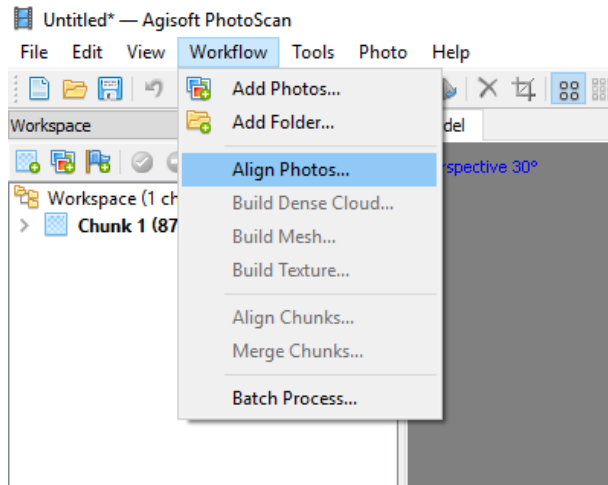 Untitled* — Agisoft PhotoScan
File Edit View Workflow Tools Photo Help
Add Photos...
Workspace
Add Folder...
del
Align Photos...
spective 30°
Workspace (1 ch
Build Dense Cloud...
Chunk 1 (87
Build Mesh...
Build Texture...
Align Chunks...
Merge Chunks...
Batch Process...